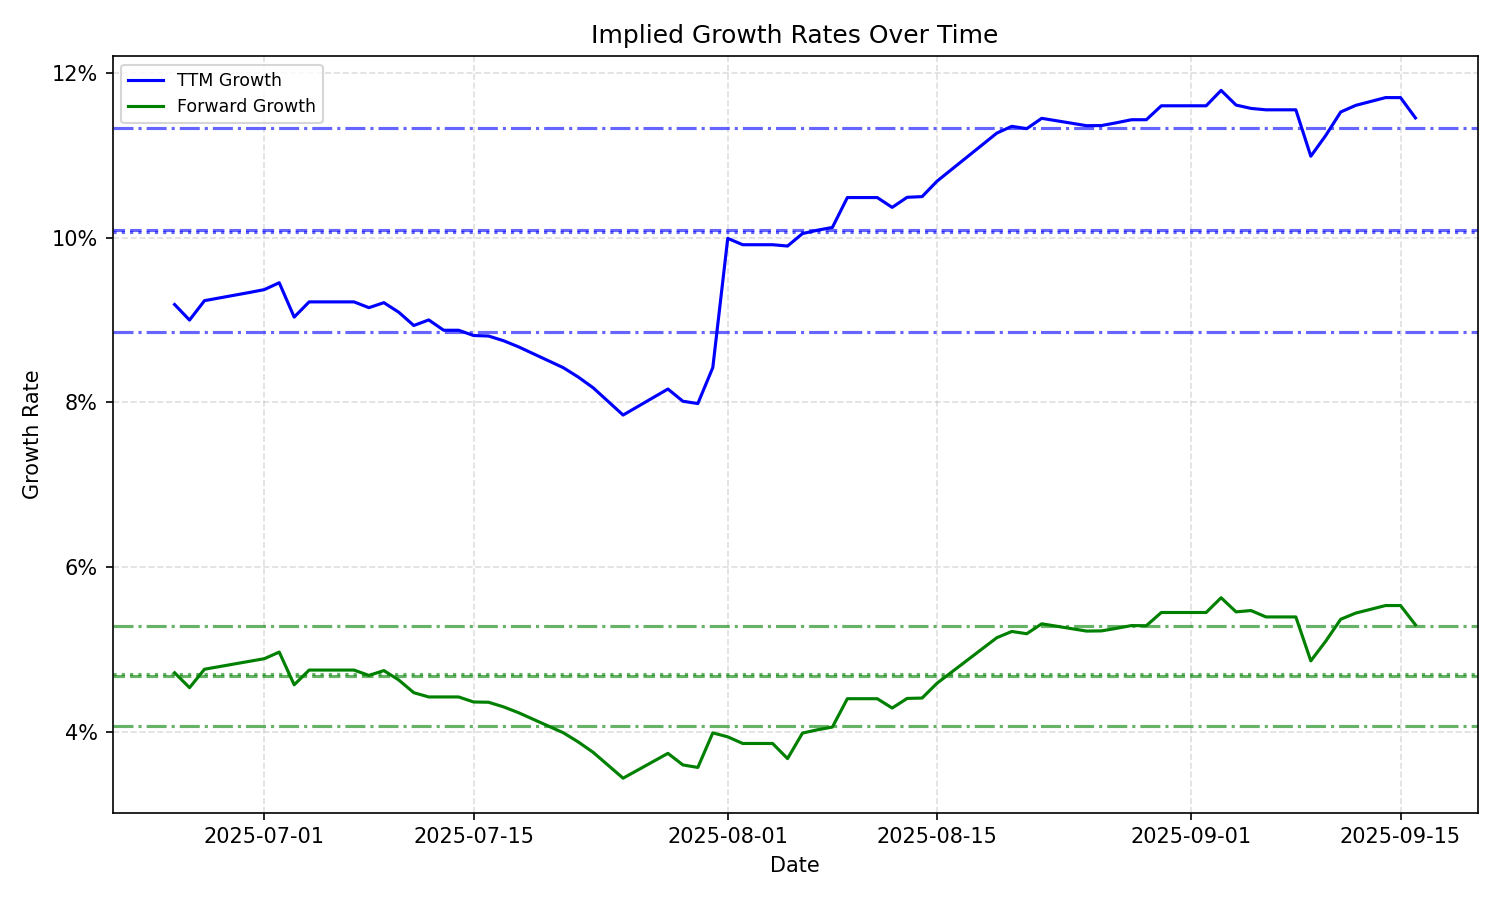 Implied Growth Rates Over Time
TTM Growth
Forward Growth
12%
10%
8%
6%
4%
Growth Rate
2025-07-01
2025-07-15
2025-08-01
2025-08-15
2025-09-01
2025-09-15
Date